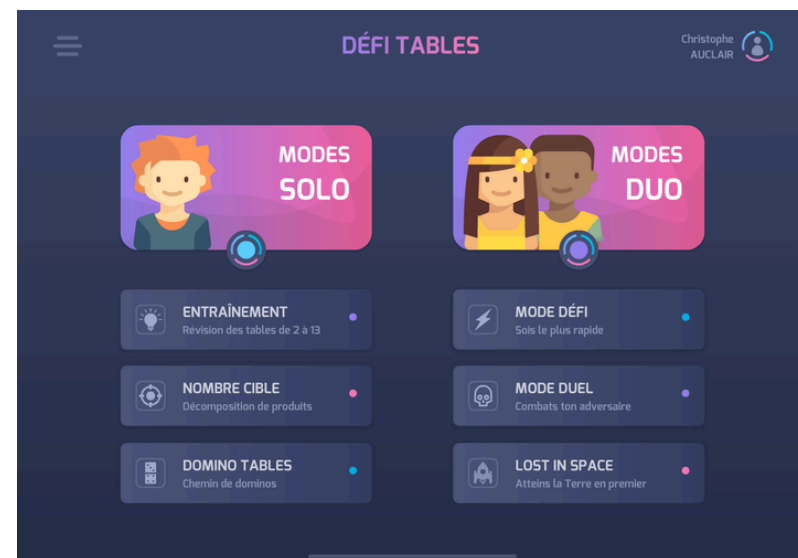 DÉFI TABLES
Christophe
AUCLAIR
MODES
SOLO
ENTRAÎNEMENT
Révision des tables de 2 à 13
NOMBRE CIBLE
Décomposition de produits
DOMINO TABLES
Chemin de dominos
MODES
DUO
MODE DÉFI
Sois le plus rapide
MODE DUEL
Combats ton adversaire
LOST IN SPACE
Atteins la Terre en premier